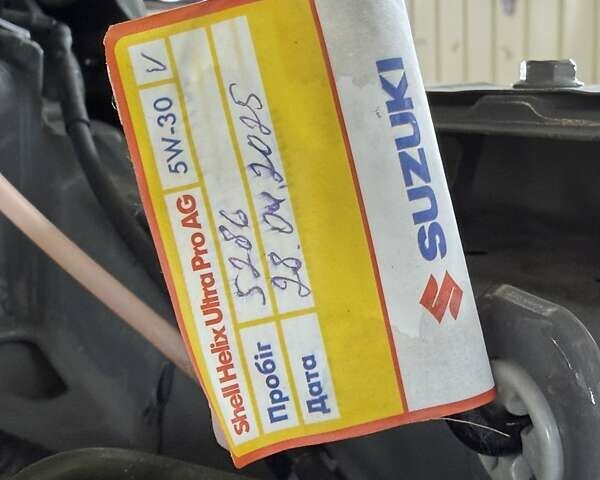 Shell Helix Ultra Pro AG 5W-30 V
Пробіг 5286
Дата 28.04.2025
SUZUKI